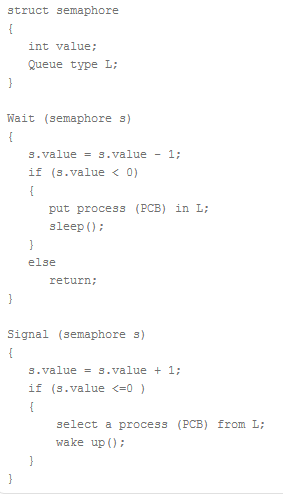 struct semaphore
{
int value;
Queue type L;
}
Wait (semaphore s)
{
s.value = s.value - 1;
if (s.value < 0)
{
put process (PCB) in L;
sleep();
}
else
return;
}
Signal (semaphore s)
{
s.value = s.value + 1;
if (s.value <=0 )
{
select a process (PCB) from L;
wake up();
}
}